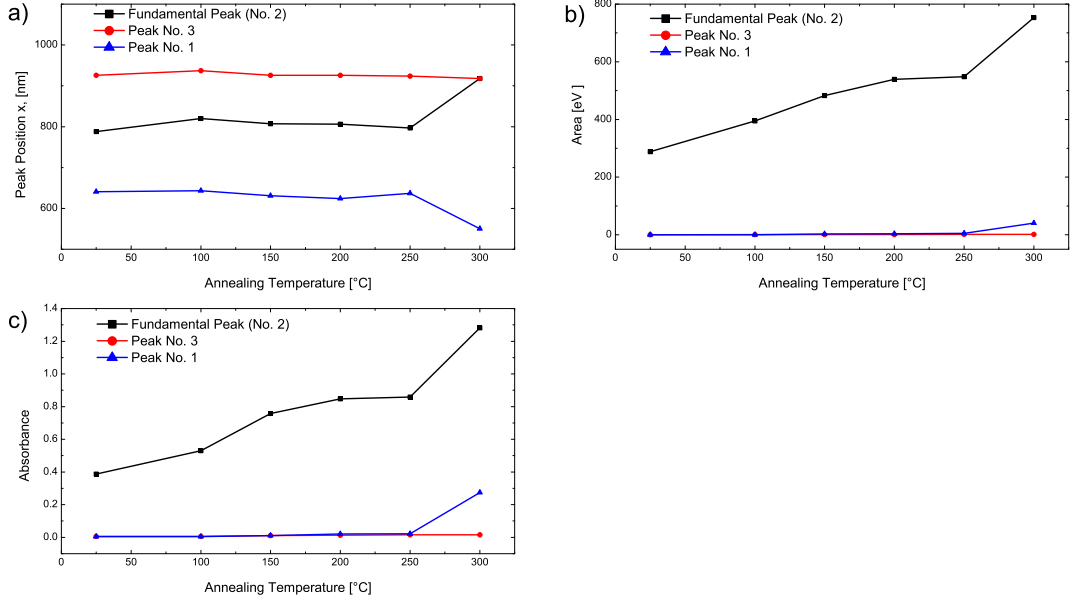 a)
Fundamental Peak (No. 2)
Peak No. 3
Peak No. 1
1000
800
600
Peak Position x, [nm]
0 50 100 150 200 250 300
Annealing Temperature [°C]
b)
Fundamental Peak (No. 2)
Peak No. 3
Peak No. 1
800
600
400
200
0
Area [eV ]
0 50 100 150 200 250 300
Annealing Temperature [°C]
c)
Fundamental Peak (No. 2)
Peak No. 3
Peak No. 1
1.4
1.2
1.0
0.8
0.6
0.4
0.2
0.0
Absorbance
0 50 100 150 200 250 300
Annealing Temperature [°C]